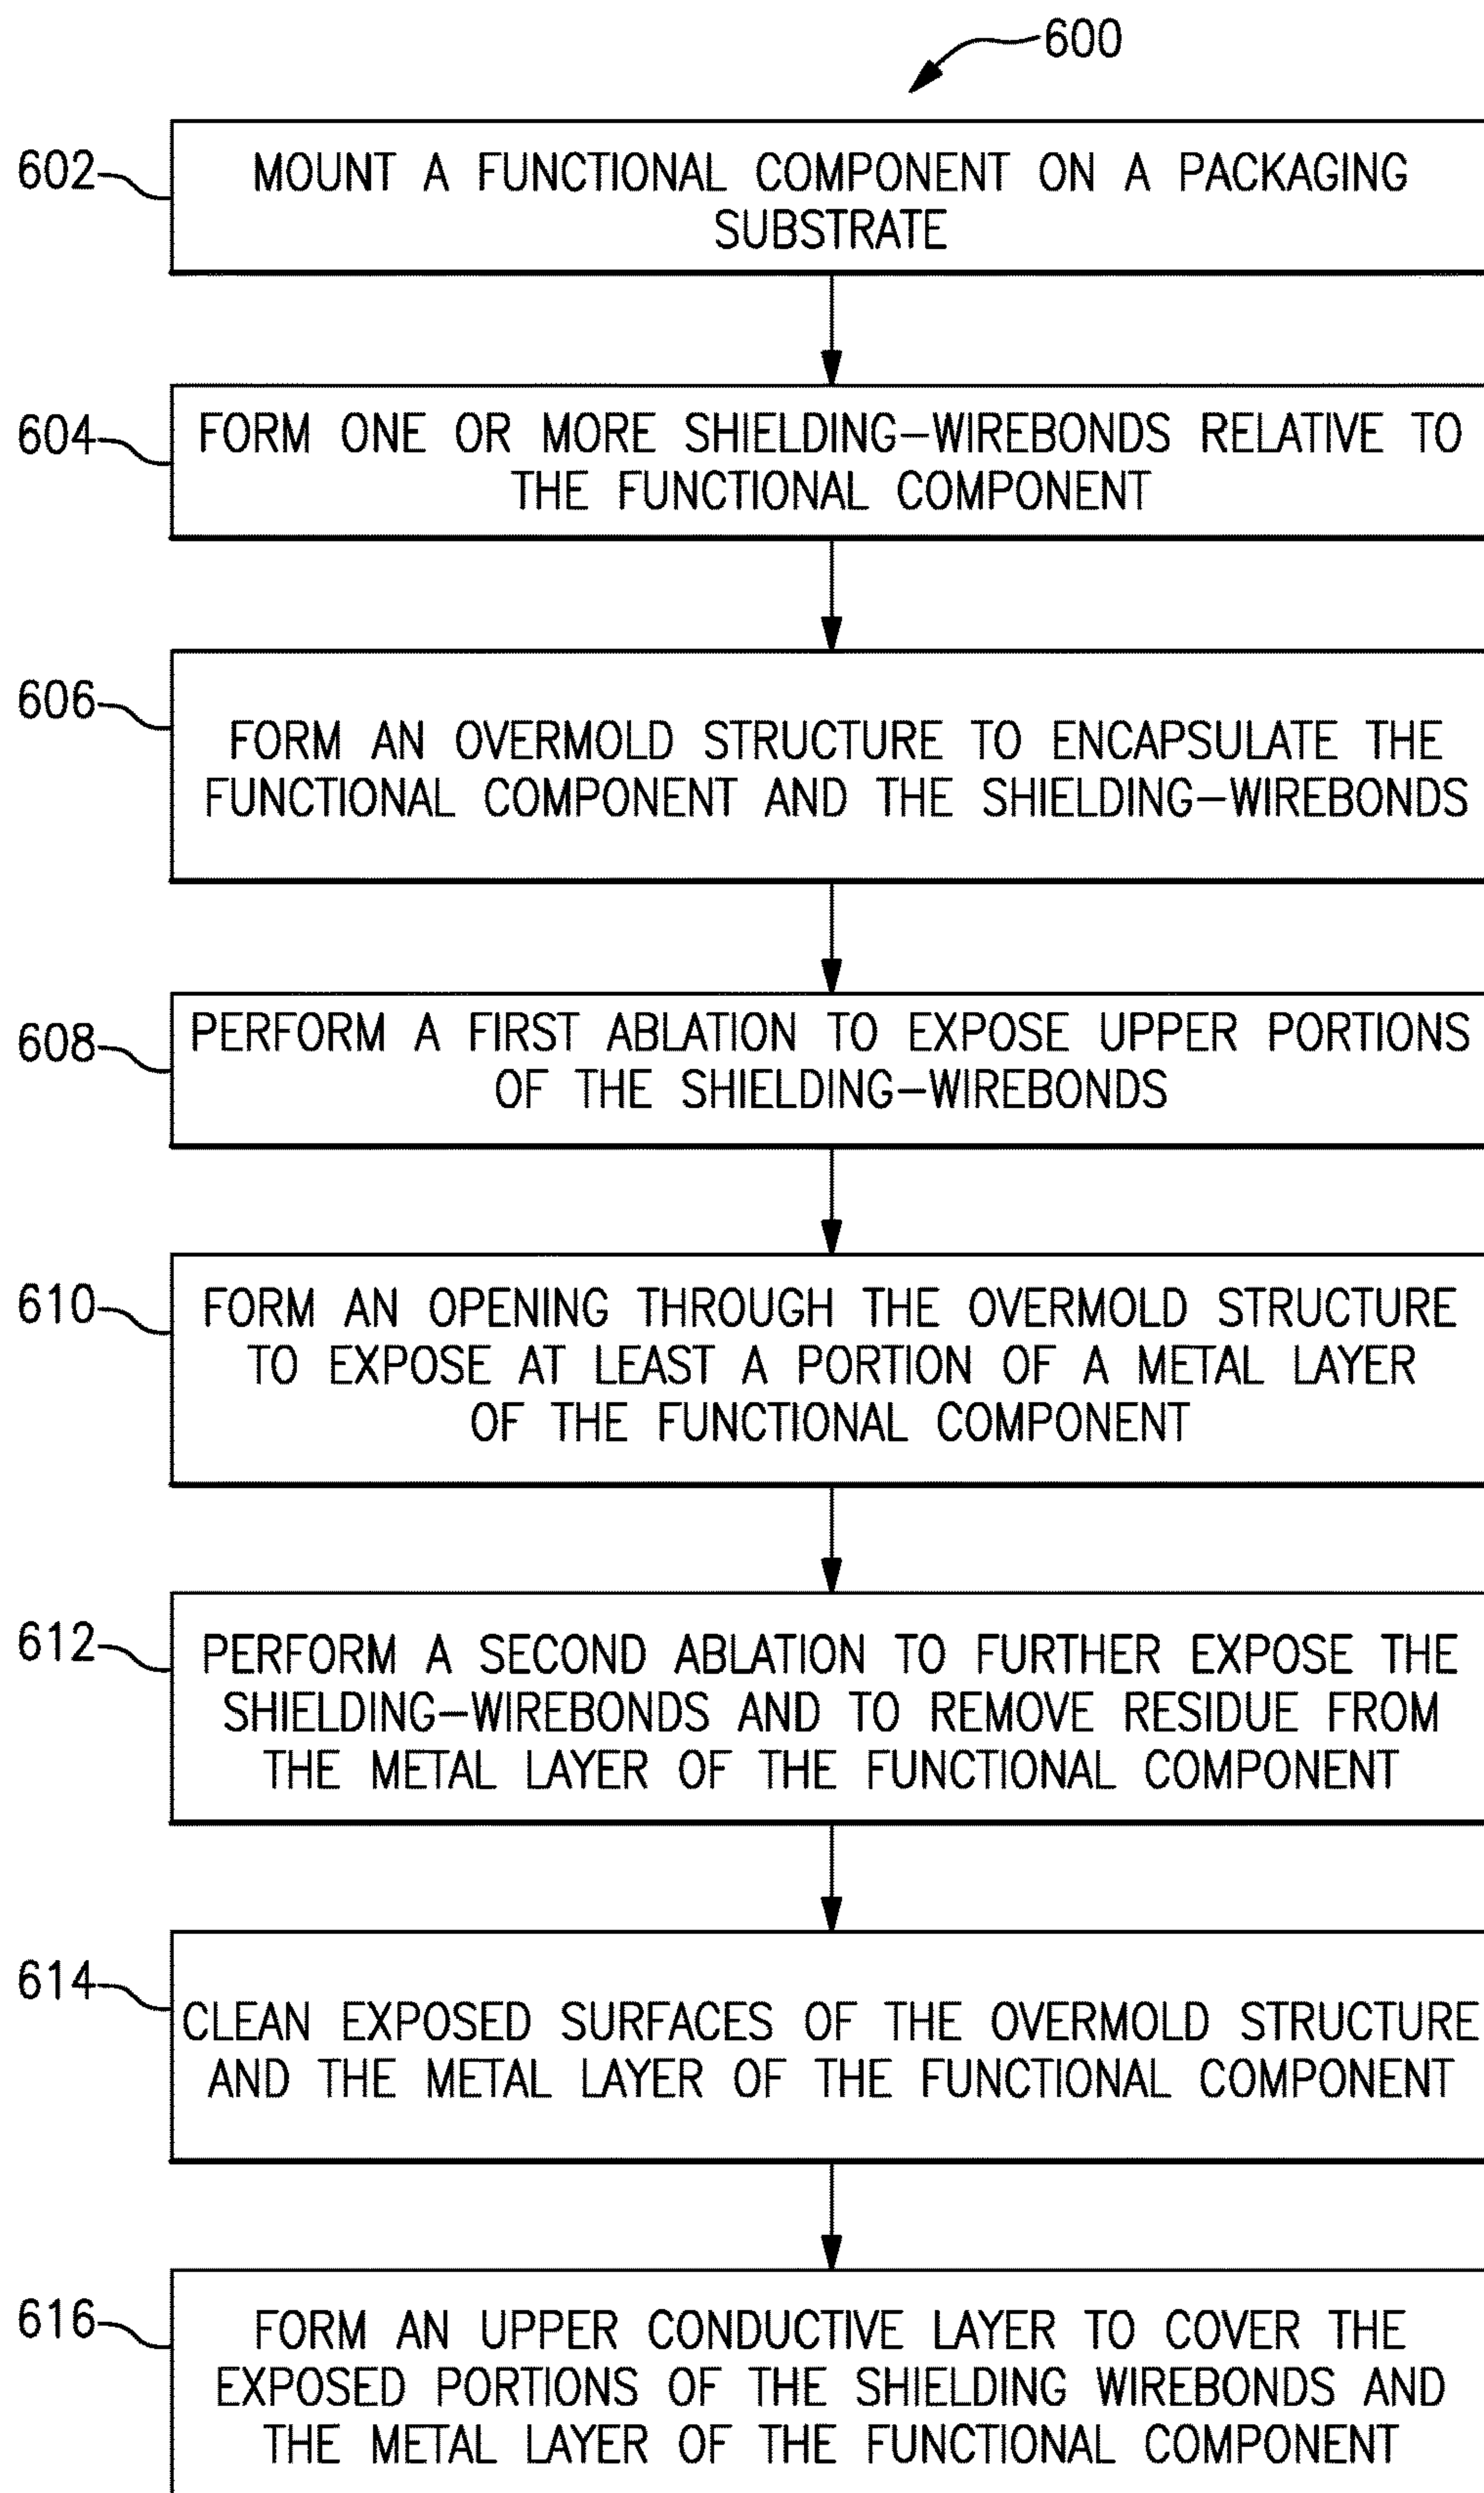 600
602
MOUNT A FUNCTIONAL COMPONENT ON A PACKAGING
SUBSTRATE
604
FORM ONE OR MORE SHIELDING-WIREBONDS RELATIVE TO
THE FUNCTIONAL COMPONENT
606
FORM AN OVERMOLD STRUCTURE TO ENCAPSULATE THE
FUNCTIONAL COMPONENT AND THE SHIELDING-WIREBONDS
608
PERFORM A FIRST ABLATION TO EXPOSE UPPER PORTIONS
OF THE SHIELDING-WIREBONDS
610
FORM AN OPENING THROUGH THE OVERMOLD STRUCTURE
TO EXPOSE AT LEAST A PORTION OF A METAL LAYER
OF THE FUNCTIONAL COMPONENT
612
PERFORM A SECOND ABLATION TO FURTHER EXPOSE THE
SHIELDING-WIREBONDS AND TO REMOVE RESIDUE FROM
THE METAL LAYER OF THE FUNCTIONAL COMPONENT
614
CLEAN EXPOSED SURFACES OF THE OVERMOLD STRUCTURE
AND THE METAL LAYER OF THE FUNCTIONAL COMPONENT
616
FORM AN UPPER CONDUCTIVE LAYER TO COVER THE
EXPOSED PORTIONS OF THE SHIELDING WIREBONDS AND
THE METAL LAYER OF THE FUNCTIONAL COMPONENT